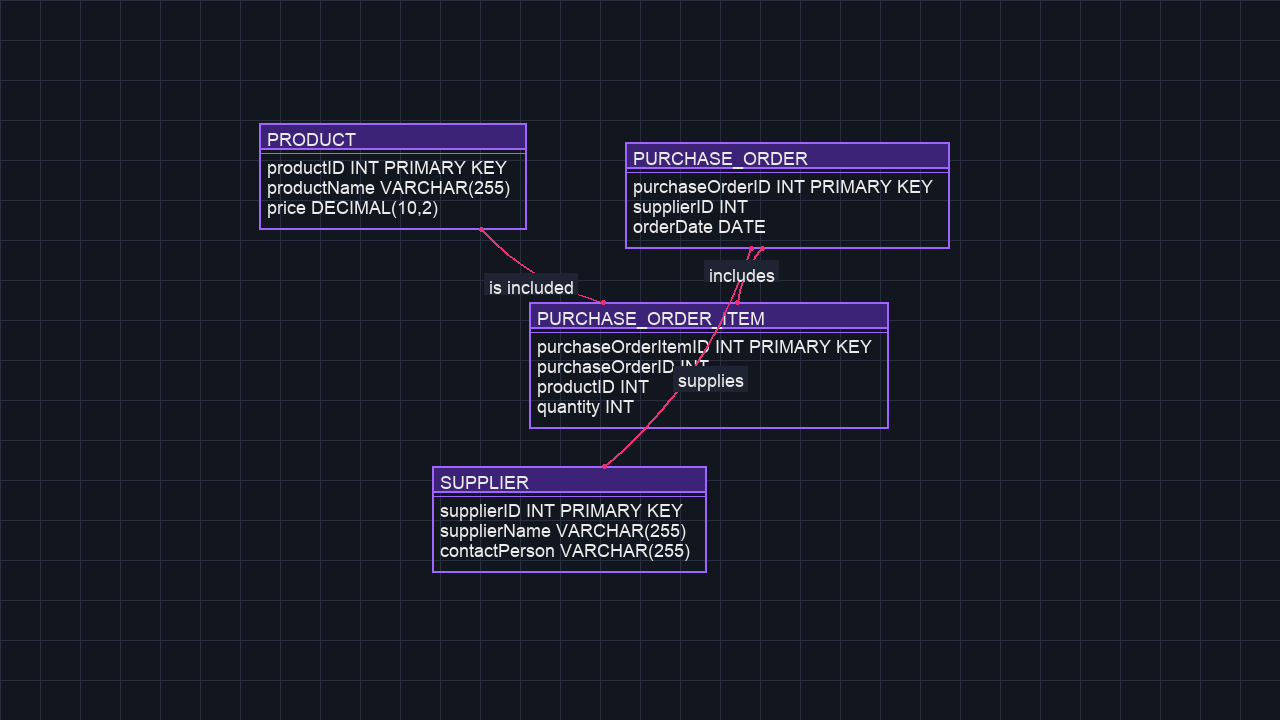 PRODUCT
productID INT PRIMARY KEY
productName VARCHAR(255)
price DECIMAL(10,2)
PURCHASE_ORDER
purchaseOrderID INT PRIMARY KEY
supplierID INT
orderDate DATE
is included
includes
PURCHASE_ORDER_ITEM
purchaseOrderItemID INT PRIMARY KEY
purchaseOrderID INT
productID INT
quantity INT
supplies
SUPPLIER
supplierID INT PRIMARY KEY
supplierName VARCHAR(255)
contactPerson VARCHAR(255)